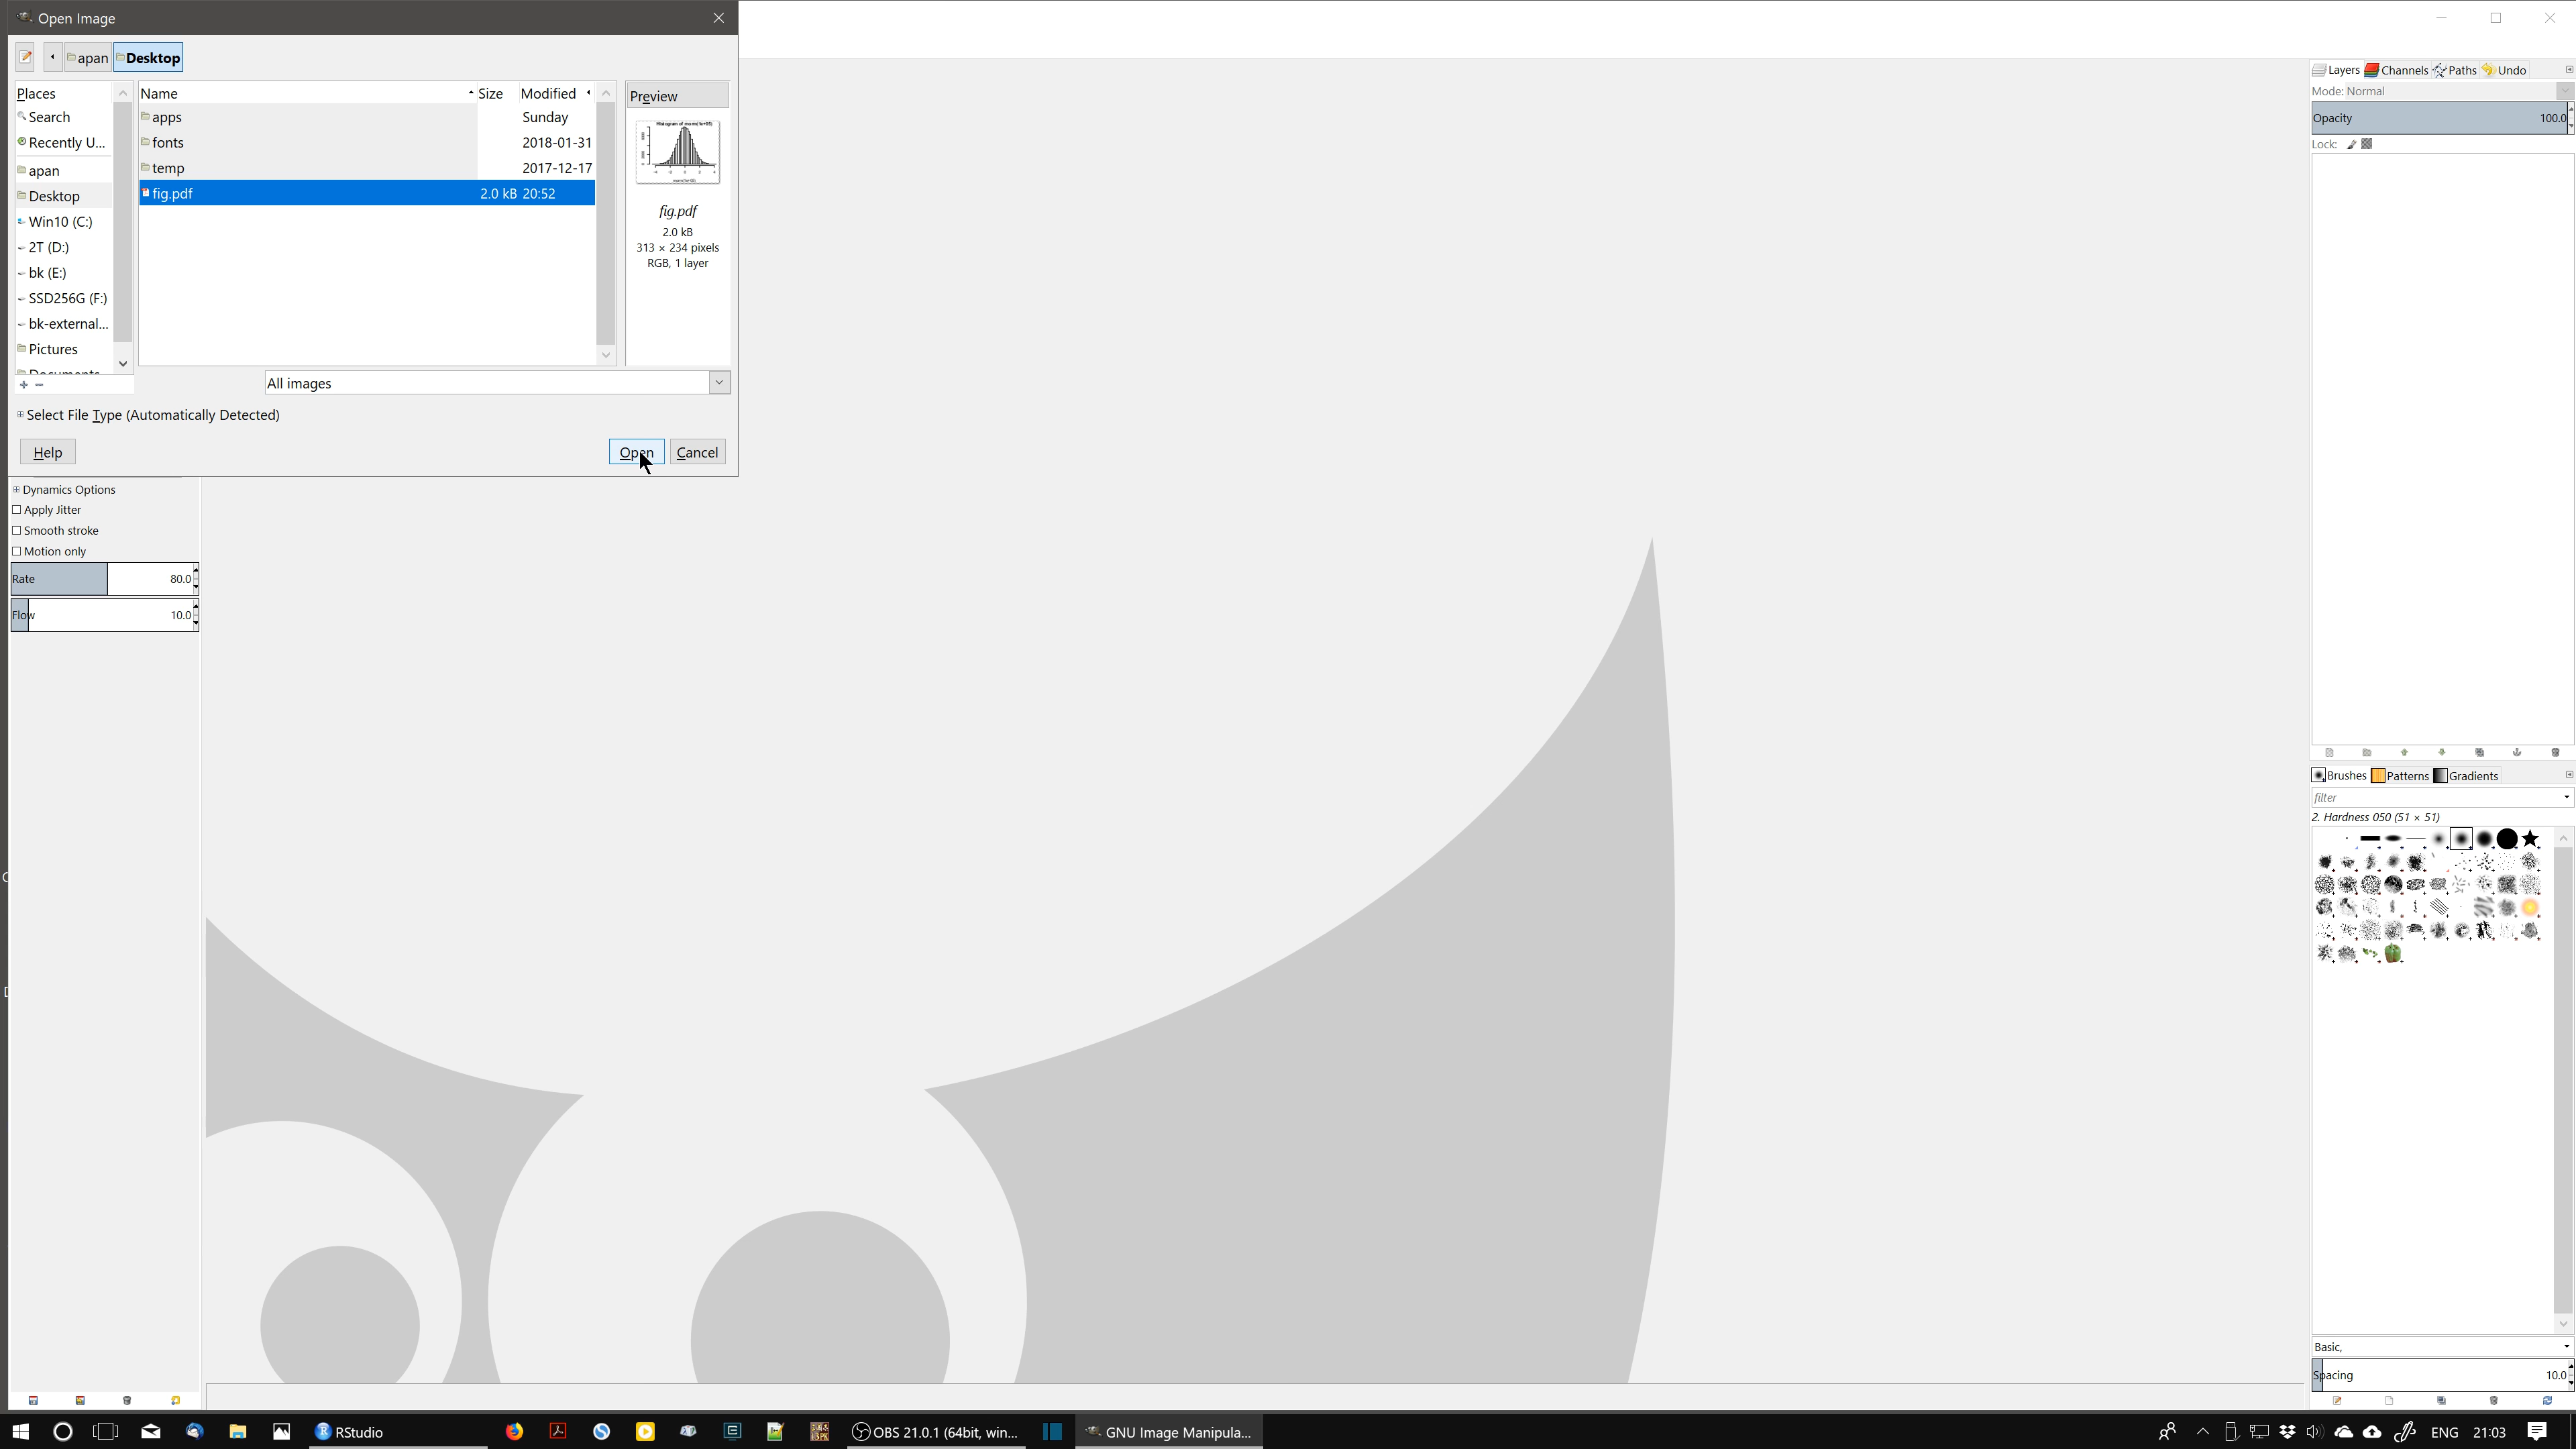 Open Image
apan
Desktop
Places
Search
Recently U...
apan
Desktop
Win10 (C:)
2T (D:)
bk (E:)
SSD256G (F:)
bk-external...
Pictures
Name
Size
Modified
apps
Sunday
fonts
2018-01-31
temp
2017-12-17
fig.pdf
2.0 kB
20:52
Preview
fig.pdf
2.0 kB
313 × 234 pixels
RGB, 1 layer
All images
Select File Type (Automatically Detected)
Help
Open
Cancel
Dynamics Options
Apply Jitter
Smooth stroke
Motion only
Rate
80.0
Flow
10.0
Layers
Channels
Paths
Undo
Mode: Normal
Opacity
100.0
Lock:
Brushes
Patterns
Gradients
filter
2. Hardness 050 (51 × 51)
Basic,
Spacing
10.0
RStudio
OBS 21.0.1 (64bit, win...
GNU Image Manipula...
ENG
21:03